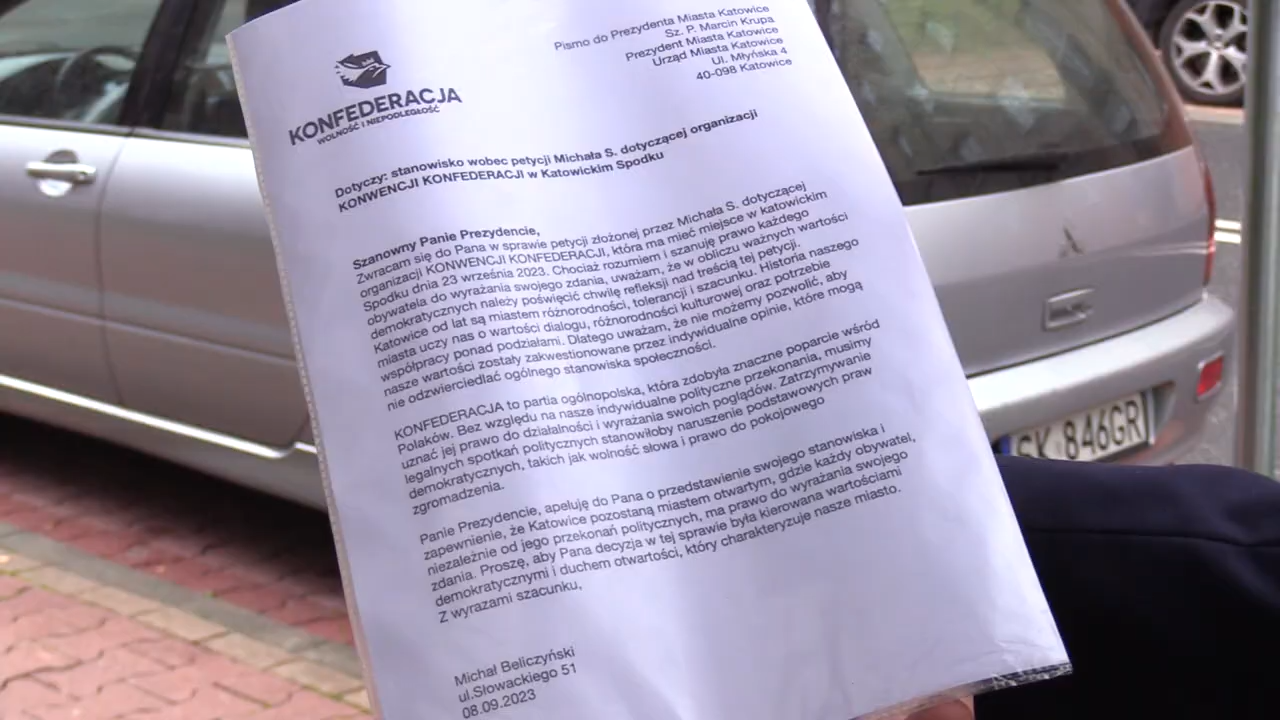 Pismo do Prezydenta Miasta Katowice
Sz. P. Marcin Krupa
Prezydent Miasta Katowice
Urząd Miasta Katowice
Ul. Młyńska 4
40-098 Katowice
KONFEDERACJA
WOLNOŚĆ I NIEPODLEGŁOŚĆ
Dotyczy: stanowisko wobec petycji Michała S. dotyczącej organizacji
KONWENCJI KONFEDERACJI w Katowickim Spodku
Szanowny Panie Prezydencie,
Zwracam się do Pana w sprawie petycji złożonej przez Michała S. dotyczącej
organizacji KONWENCJI KONFEDERACJI, która ma mieć miejsce w katowickim
Spodku dnia 23 września 2023. Chociaż rozumiem i szanuję prawo każdego
obywatela do wyrażania swojego zdania, uważam, że w obliczu ważnych wartości
demokratycznych należy poświęcić chwilę refleksji nad treścią tej petycji.
Katowice od lat są miastem różnorodności, tolerancji i szacunku. Historia naszego
miasta uczy nas o wartości dialogu, różnorodności kulturowej oraz potrzebie
współpracy ponad podziałami. Dlatego uważam, że nie możemy pozwolić, aby
nasze wartości zostały zakwestionowane przez indywidualne opinie, które mogą
nie odzwierciedlać ogólnego stanowiska społeczności.
KONFEDERACJA to partia ogólnopolska, która zdobyła znaczne poparcie wśród
Polaków. Bez względu na nasze indywidualne polityczne przekonania, musimy
uznać jej prawo do działalności i wyrażania swoich poglądów. Zatrzymywanie
legalnych spotkań politycznych stanowiłoby naruszenie podstawowych praw
demokratycznych, takich jak wolność słowa i prawo do pokojowego
zgromadzenia.
Panie Prezydencie, apeluję do Pana o przedstawienie swojego stanowiska i
zapewnienie, że Katowice pozostaną miastem otwartym, gdzie każdy obywatel,
niezależnie od jego przekonań politycznych, ma prawo do wyrażania swojego
zdania. Proszę, aby Pana decyzja w tej sprawie była kierowana wartościami
demokratycznymi i duchem otwartości, który charakteryzuje nasze miasto.
Z wyrazami szacunku,
Michał Beliczyński
ul.Słowackiego 51
08.09.2023
SK 846GR